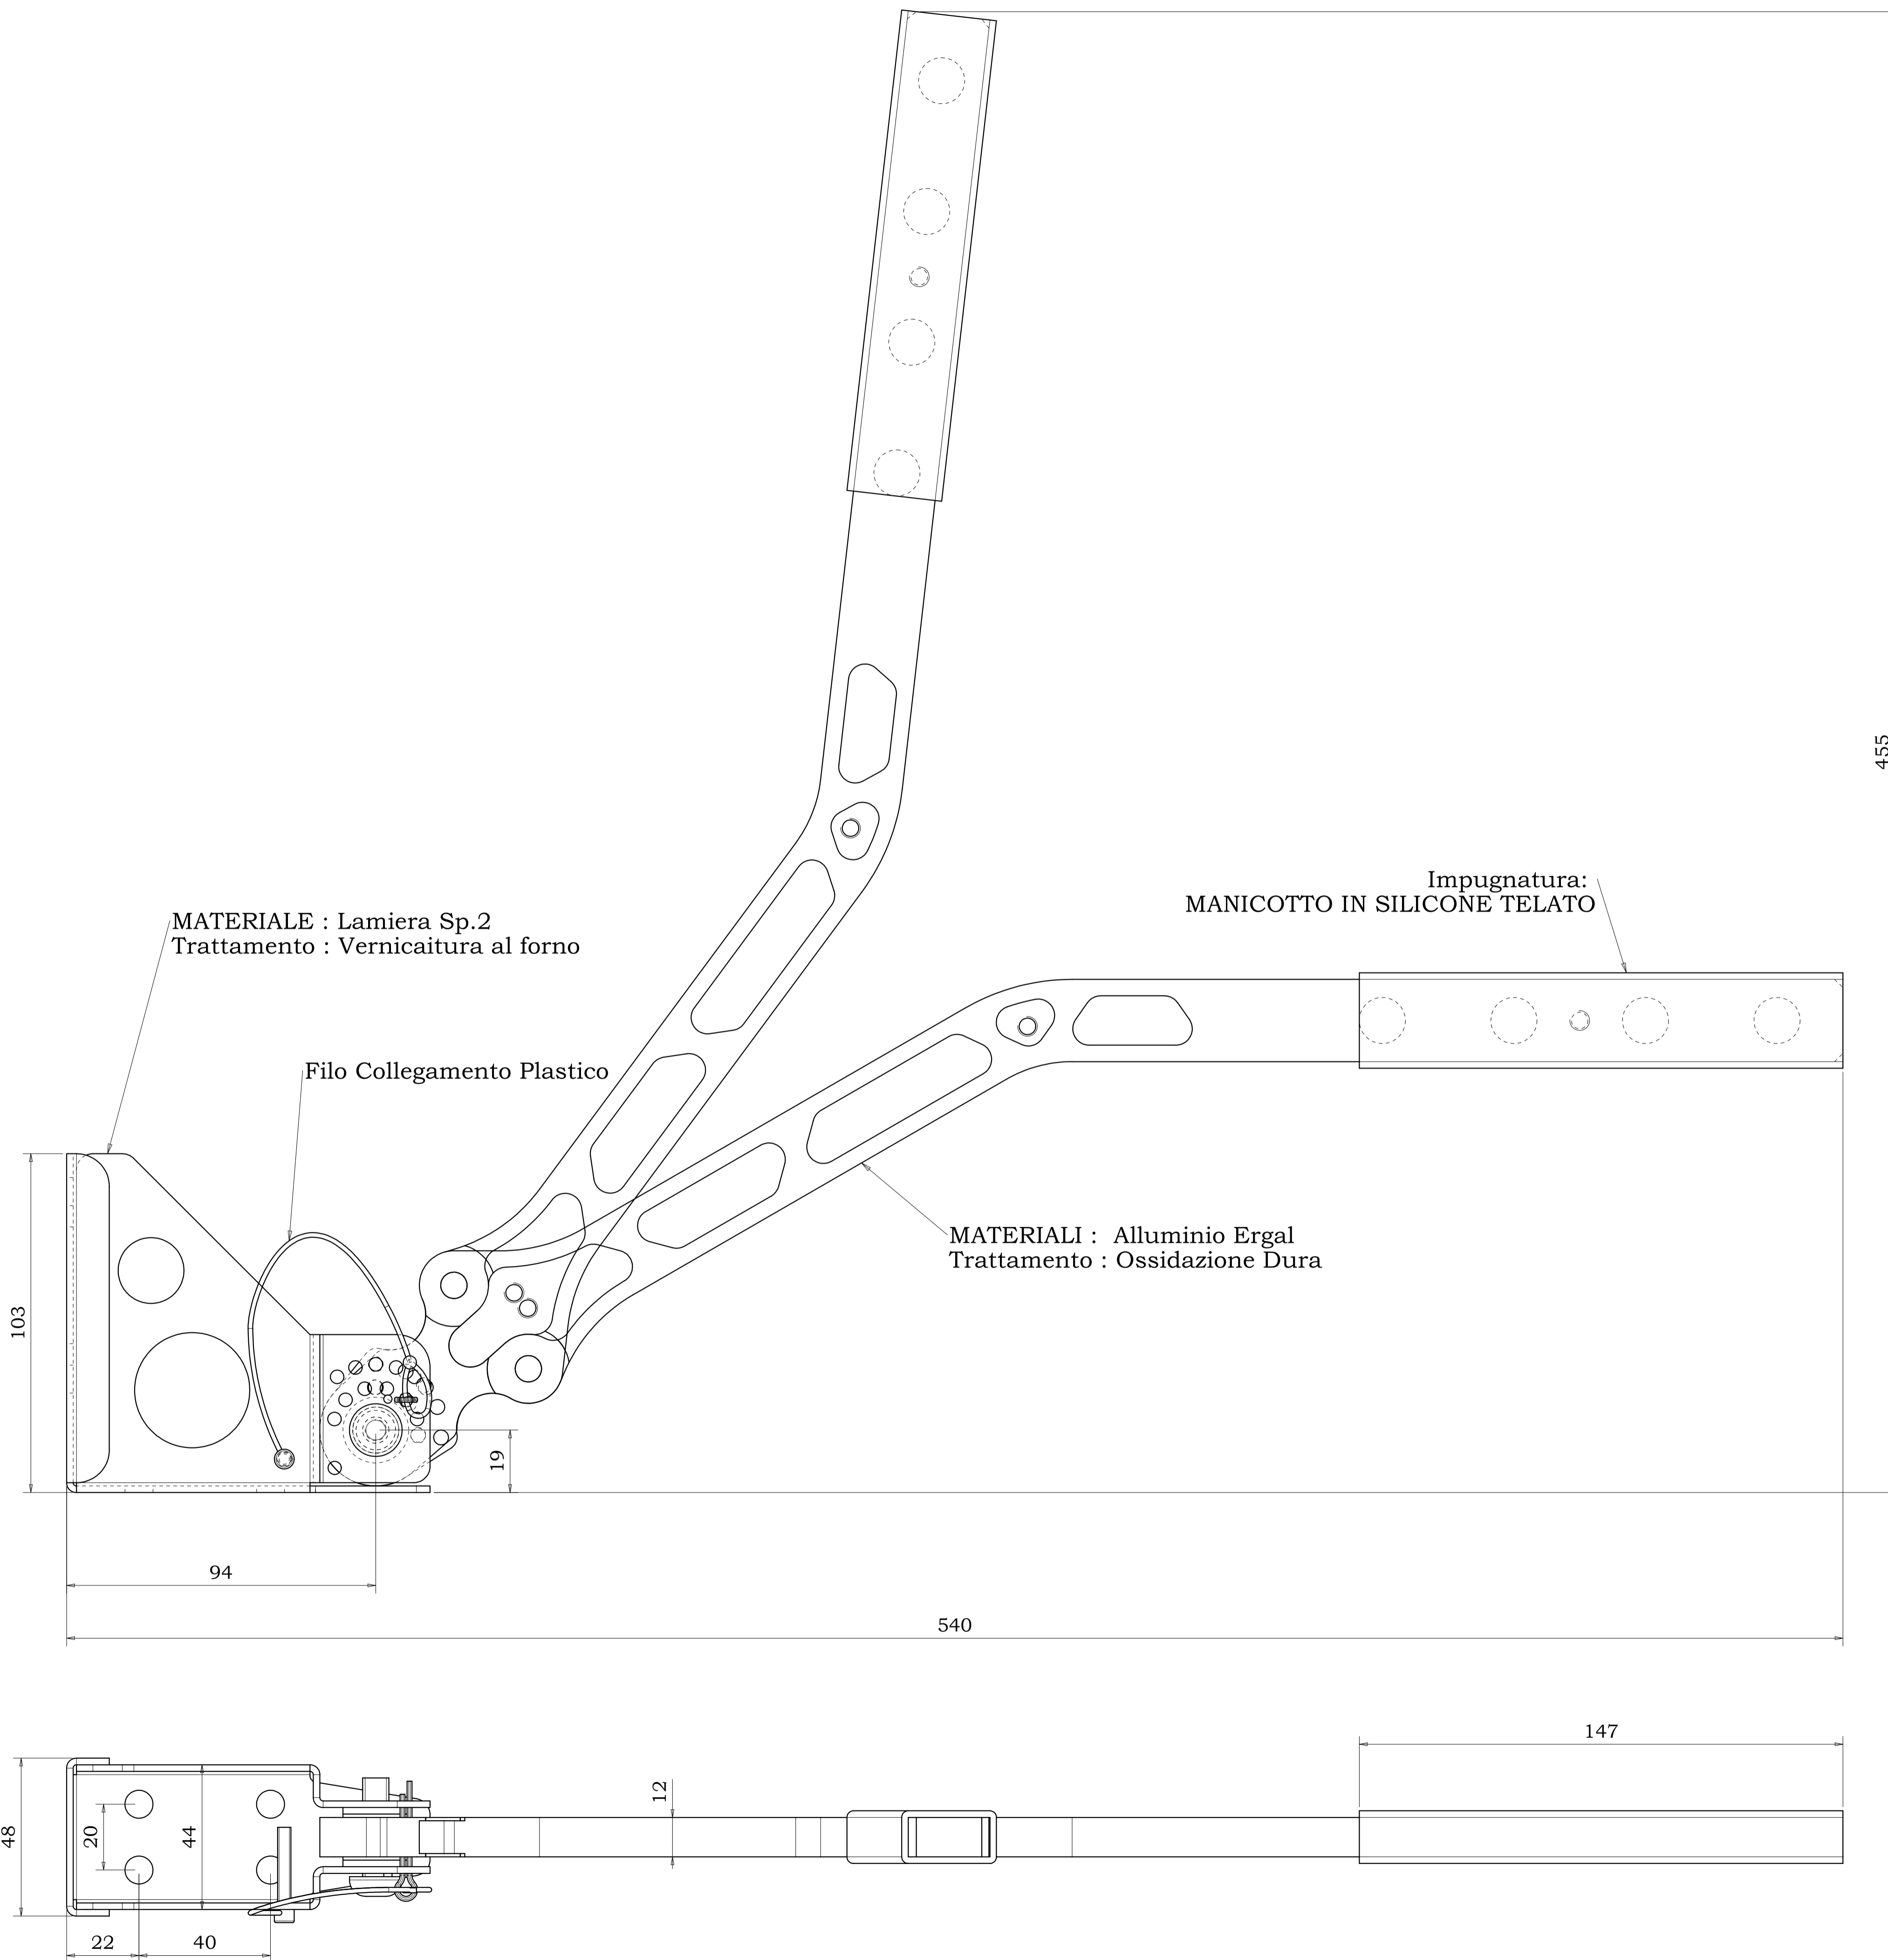 455
Impugnatura:
MANICOTTO IN SILICONE TELATO
MATERIALE : Lamiera Sp.2
Trattamento : Vernicaitura al forno
Filo Collegamento Plastico
MATERIALI :  Alluminio Ergal
Trattamento : Ossidazione Dura
103
19
94
540
147
12
48
20
44
22
40